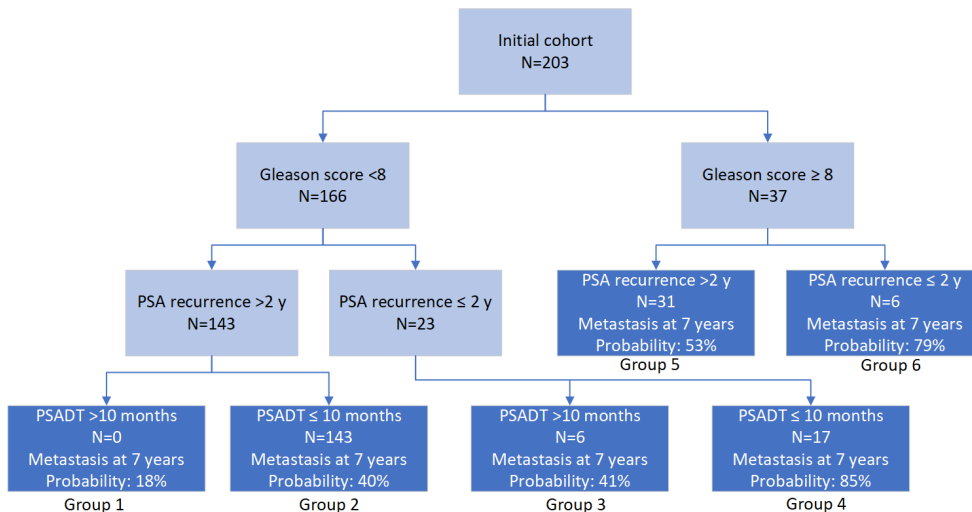 Initial cohort
N=203
Gleason score <8
N=166
Gleason score ≥ 8
N=37
PSA recurrence >2 y
N=143
PSA recurrence ≤ 2 y
N=23
PSA recurrence >2 y
N=31
Metastasis at 7 years
Probability: 53%
Group 5
PSA recurrence ≤ 2 y
N=6
Metastasis at 7 years
Probability: 79%
Group 6
PSADT >10 months
N=0
Metastasis at 7 years
Probability: 18%
Group 1
PSADT ≤ 10 months
N=143
Metastasis at 7 years
Probability: 40%
Group 2
PSADT >10 months
N=6
Metastasis at 7 years
Probability: 41%
Group 3
PSADT ≤ 10 months
N=17
Metastasis at 7 years
Probability: 85%
Group 4